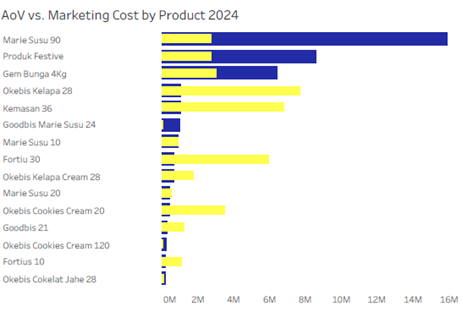 AoV vs. Marketing Cost by Product 2024
Marie Susu 90
Produk Festive
Gem Bunga 4Kg
Okebis Kelapa 28
Kemasan 36
Goodbis Marie Susu 24
Marie Susu 10
Fortiu 30
Okebis Kelapa Cream 28
Marie Susu 20
Okebis Cookies Cream 20
Goodbis 21
Okebis Cookies Cream 120
Fortius 10
Okebis Cokelat Jahe 28
0M 2M 4M 6M 8M 10M 12M 14M 16M